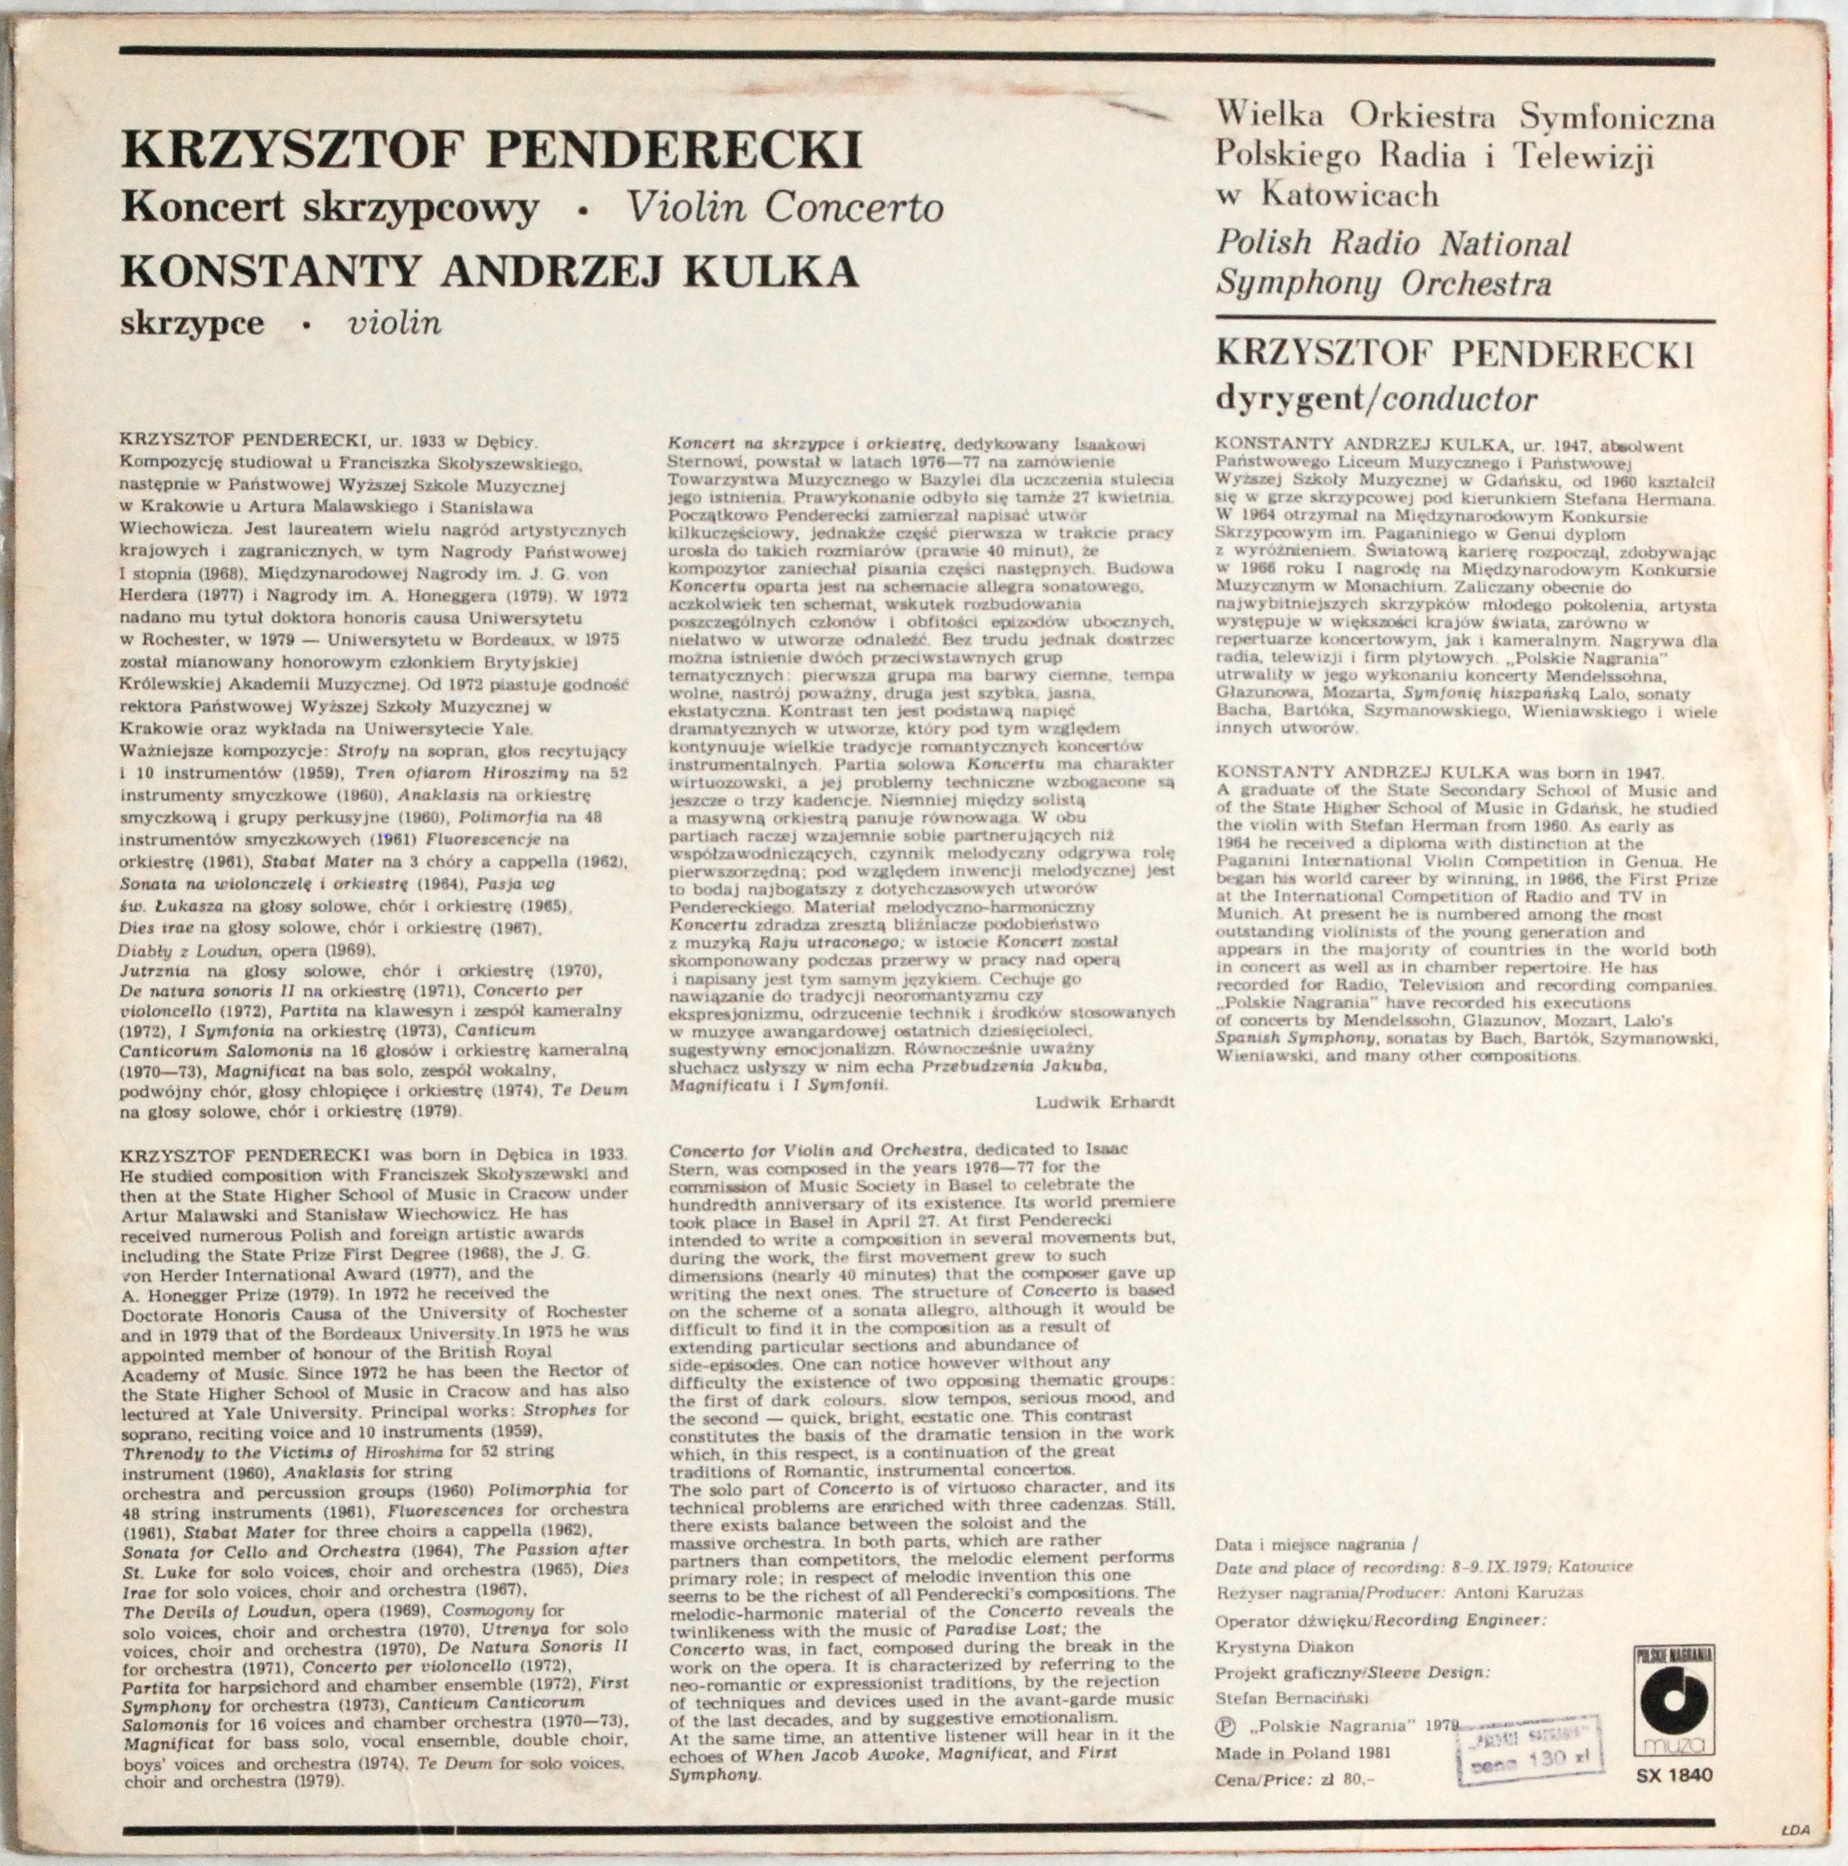 KRZYSZTOF PENDERECKI
Koncert skrzypcowy • Violin Concerto
KONSTANTY ANDRZEJ KULKA
skrzypce • violin
Wielka Orkiestra Symfoniczna
Polskiego Radia i Telewizji
w Katowicach
Polish Radio National
Symphony Orchestra
KRZYSZTOF PENDERECKI
dyrygent/conductor
KRZYSZTOF PENDERECKI, ur. 1933 w Dębicy.
Kompozycję studiował u Franciszka Skołyszewskiego,
następnie w Państwowej Wyższej Szkole Muzycznej
w Krakowie u Artura Malawskiego i Stanisława
Wiechowicza. Jest laureatem wielu nagród artystycznych
krajowych i zagranicznych, w tym Nagrody Państwowej
I stopnia (1968), Międzynarodowej Nagrody im. J. G. von
Herdera (1977) i Nagrody im. A. Honeggera (1979). W 1972
nadano mu tytuł doktora honoris causa Uniwersytetu
w Rochester, w 1979 — Uniwersytetu w Bordeaux, w 1975
został mianowany honorowym członkiem Brytyjskiej
Królewskiej Akademii Muzycznej. Od 1972 piastuje godność
rektora Państwowej Wyższej Szkoły Muzycznej w
Krakowie oraz wykłada na Uniwersytecie Yale.
Ważniejsze kompozycje: Strofy na sopran, głos recytujący
i 10 instrumentów (1959), Tren ofiarom Hiroszimy na 52
instrumenty smyczkowe (1960), Anaklasis na orkiestrę
smyczkową i grupy perkusyjne (1960), Polimorfia na 48
instrumentów smyczkowych (1961) Fluorescencje na
orkiestrę (1961), Stabat Mater na 3 chóry a cappella (1962),
Sonata na wiolonczelę i orkiestrę (1964), Pasja wg
św. Łukasza na głosy solowe, chór i orkiestrę (1965),
Dies irae na głosy solowe, chór i orkiestrę (1967),
Diabły z Loudun, opera (1969),
Jutrznia na głosy solowe, chór i orkiestrę (1970),
De natura sonoris II na orkiestrę (1971), Concerto per
violoncello (1972), Partita na klawesyn i zespół kameralny
(1972), I Symfonia na orkiestrę (1973), Canticum
Canticorum Salomonis na 16 głosów i orkiestrę kameralną
(1970—73), Magnificat na bas solo, zespół wokalny,
podwójny chór, głosy chłopięce i orkiestrę (1974), Te Deum
na głosy solowe, chór i orkiestrę (1979).
KRZYSZTOF PENDERECKI was born in Dębica in 1933.
He studied composition with Franciszek Skołyszewski and
then at the State Higher School of Music in Cracow under
Artur Malawski and Stanisław Wiechowicz. He has
received numerous Polish and foreign artistic awards
including the State Prize First Degree (1968), the J. G.
von Herder International Award (1977), and the
A. Honegger Prize (1979). In 1972 he received the
Doctorate Honoris Causa of the University of Rochester
and in 1979 that of the Bordeaux University.In 1975 he was
appointed member of honour of the British Royal
Academy of Music. Since 1972 he has been the Rector of
the State Higher School of Music in Cracow and has also
lectured at Yale University. Principal works: Strophes for
soprano, reciting voice and 10 instruments (1959),
Threnody to the Victims of Hiroshima for 52 string
instrument (1960), Anaklasis for string
orchestra and percussion groups (1960) Polimorphia for
48 string instruments (1961), Fluorescences for orchestra
(1961), Stabat Mater for three choirs a cappella (1962),
Sonata for Cello and Orchestra (1964), The Passion after
St. Luke for solo voices, choir and orchestra (1965), Dies
Irae for solo voices, choir and orchestra (1967),
The Devils of Loudun, opera (1969), Cosmogony for
solo voices, choir and orchestra (1970), Utrenya for solo
voices, choir and orchestra (1970), De Natura Sonoris II
for orchestra (1971), Concerto per violoncello (1972),
Partita for harpsichord and chamber ensemble (1972), First
Symphony for orchestra (1973), Canticum Canticorum
Salomonis for 16 voices and chamber orchestra (1970—73),
Magnificat for bass solo, vocal ensemble, double choir,
boys' voices and orchestra (1974), Te Deum for solo voices,
choir and orchestra (1979).
Koncert na skrzypce i orkiestrę, dedykowany Isaakowi
Sternowi, powstał w latach 1976—77 na zamówienie
Towarzystwa Muzycznego w Bazylei dla uczczenia stulecia
jego istnienia. Prawykonanie odbyło się tamże 27 kwietnia.
Początkowo Penderecki zamierzał napisać utwór
kilkuczęściowy, jednakże część pierwsza w trakcie pracy
urosła do takich rozmiarów (prawie 40 minut), że
kompozytor zaniechał pisania części następnych. Budowa
Koncertu oparta jest na schemacie allegra sonatowego,
aczkolwiek ten schemat, wskutek rozbudowania
poszczególnych członów i obfitości epizodów ubocznych,
niełatwo w utworze odnaleźć. Bez trudu jednak dostrzec
można istnienie dwóch przeciwstawnych grup
tematycznych: pierwsza grupa ma barwy ciemne, tempa
wolne, nastrój poważny, druga jest szybka, jasna,
ekstatyczna. Kontrast ten jest podstawą napięć
dramatycznych w utworze, który pod tym względem
kontynuuje wielkie tradycje romantycznych koncertów
instrumentalnych. Partia solowa Koncertu ma charakter
wirtuozowski, a jej problemy techniczne wzbogacone są
jeszcze o trzy kadencje. Niemniej między solistą
a masywną orkiestrą panuje równowaga. W obu
partiach raczej wzajemnie sobie partnerujących niż
współzawodniczących, czynnik melodyczny odgrywa rolę
pierwszorzędną; pod względem inwencji melodycznej jest
to bodaj najbogatszy z dotychczasowych utworów
Pendereckiego. Materiał melodyczno-harmoniczny
Koncertu zdradza zresztą bliźniacze podobieństwo
z muzyką Raju utraconego; w istocie Koncert został
skomponowany podczas przerwy w pracy nad operą
i napisany jest tym samym językiem. Cechuje go
nawiązanie do tradycji neoromantyzmu czy
ekspresjonizmu, odrzucenie technik i środków stosowanych
w muzyce awangardowej ostatnich dziesięcioleci,
sugestywny emocjonalizm. Równocześnie uważny
słuchacz usłyszy w nim echa Przebudzenia Jakuba,
Magnificatu i I Symfonii.
Ludwik Erhardt
Concerto for Violin and Orchestra, dedicated to Isaac
Stern, was composed in the years 1976—77 for the
commission of Music Society in Basel to celebrate the
hundredth anniversary of its existence. Its world premiere
took place in Basel in April 27. At first Penderecki
intended to write a composition in several movements but,
during the work, the first movement grew to such
dimensions (nearly 40 minutes) that the composer gave up
writing the next ones. The structure of Concerto is based
on the scheme of a sonata allegro, although it would be
difficult to find it in the composition as a result of
extending particular sections and abundance of
side-episodes. One can notice however without any
difficulty the existence of two opposing thematic groups:
the first of dark colours, slow tempos, serious mood, and
the second — quick, bright, ecstatic one. This contrast
constitutes the basis of the dramatic tension in the work
which, in this respect, is a continuation of the great
traditions of Romantic, instrumental concertos.
The solo part of Concerto is of virtuoso character, and its
technical problems are enriched with three cadenzas. Still,
there exists balance between the soloist and the
massive orchestra. In both parts, which are rather
partners than competitors, the melodic element performs
primary role; in respect of melodic invention this one
seems to be the richest of all Penderecki's compositions. The
melodic-harmonic material of the Concerto reveals the
twinlikeness with the music of Paradise Lost; the
Concerto was, in fact, composed during the break in the
work on the opera. It is characterized by referring to the
neo-romantic or expressionist traditions, by the rejection
of techniques and devices used in the avant-garde music
of the last decades, and by suggestive emotionalism.
At the same time, an attentive listener will hear in it the
echoes of When Jacob Awoke, Magnificat, and First
Symphony.
KONSTANTY ANDRZEJ KULKA, ur. 1947, absolwent
Państwowego Liceum Muzycznego i Państwowej
Wyższej Szkoły Muzycznej w Gdańsku, od 1960 kształcił
się w grze skrzypcowej pod kierunkiem Stefana Hermana.
W 1964 otrzymał na Międzynarodowym Konkursie
Skrzypcowym im. Paganiniego w Genui dyplom
z wyróżnieniem. Światową karierę rozpoczął, zdobywając
w 1966 roku I nagrodę na Międzynarodowym Konkursie
Muzycznym w Monachium. Zaliczany obecnie do
najwybitniejszych skrzypków młodego pokolenia, artysta
występuje w większości krajów świata, zarówno w
repertuarze koncertowym, jak i kameralnym. Nagrywa dla
radia, telewizji i firm płytowych. „Polskie Nagrania"
utrwaliły w jego wykonaniu koncerty Mendelssohna,
Głazunowa, Mozarta, Symfonię hiszpańską Lalo, sonaty
Bacha, Bartóka, Szymanowskiego, Wieniawskiego i wiele
innych utworów.
KONSTANTY ANDRZEJ KULKA was born in 1947.
A graduate of the State Secondary School of Music and
of the State Higher School of Music in Gdańsk, he studied
the violin with Stefan Herman from 1960. As early as
1964 he received a diploma with distinction at the
Paganini International Violin Competition in Genua. He
began his world career by winning, in 1966, the First Prize
at the International Competition of Radio and TV in
Munich. At present he is numbered among the most
outstanding violinists of the young generation and
appears in the majority of countries in the world both
in concert as well as in chamber repertoire. He has
recorded for Radio, Television and recording companies.
„Polskie Nagrania" have recorded his executions
of concerts by Mendelssohn, Glazunov, Mozart, Lalo's
Spanish Symphony, sonatas by Bach, Bartók, Szymanowski,
Wieniawski, and many other compositions.
Data i miejsce nagrania /
Date and place of recording: 8-9.IX.1979; Katowice
Reżyser nagrania/Producer: Antoni Karużas
Operator dźwięku/Recording Engineer:
Krystyna Diakon
Projekt graficzny/Sleeve Design:
Stefan Bernaciński
Ⓟ „Polskie Nagrania" 1979
Made in Poland 1981
Cena/Price: zł 80,-
cena 130 zł
POLSKIE NAGRANIA
muza
SX 1840
ŁDA